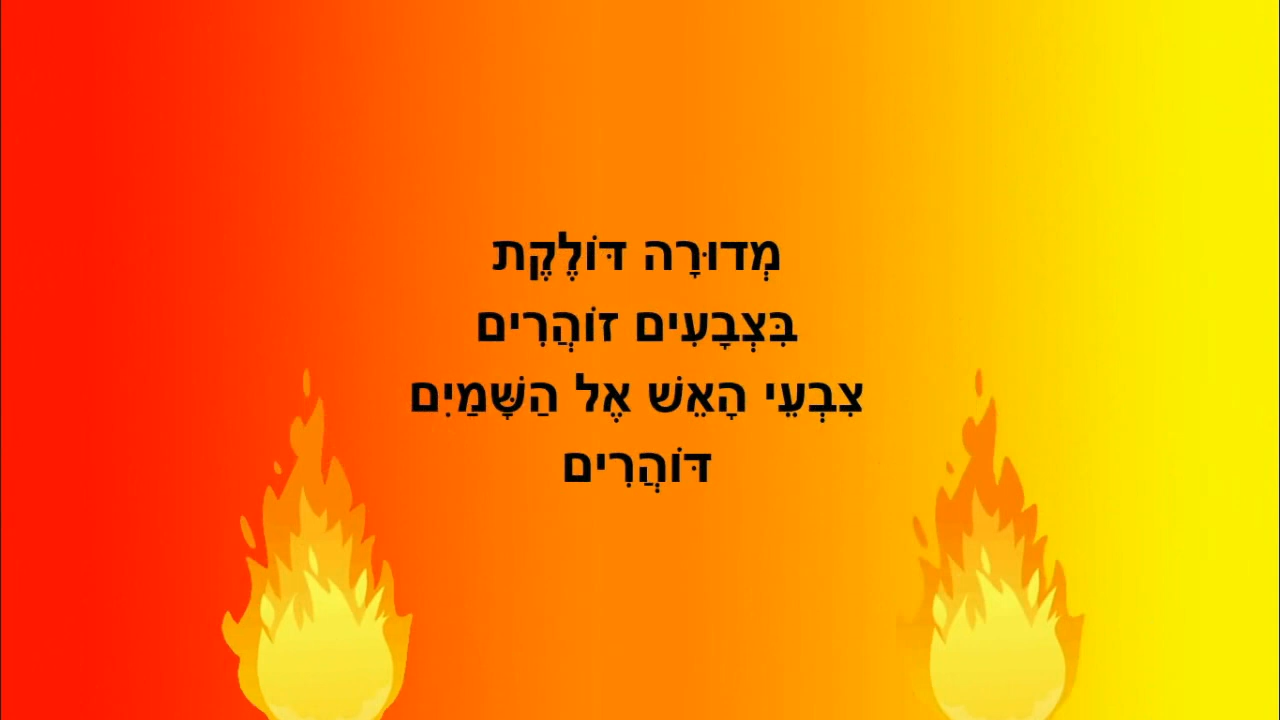 מְדוּרָה דּוֹלֶקֶת
בִּצְבָעִים זוֹהֲרִים
צִבְעֵי הָאֵשׁ אֶל הַשָּׁמַיִם
דּוֹהֲרִים